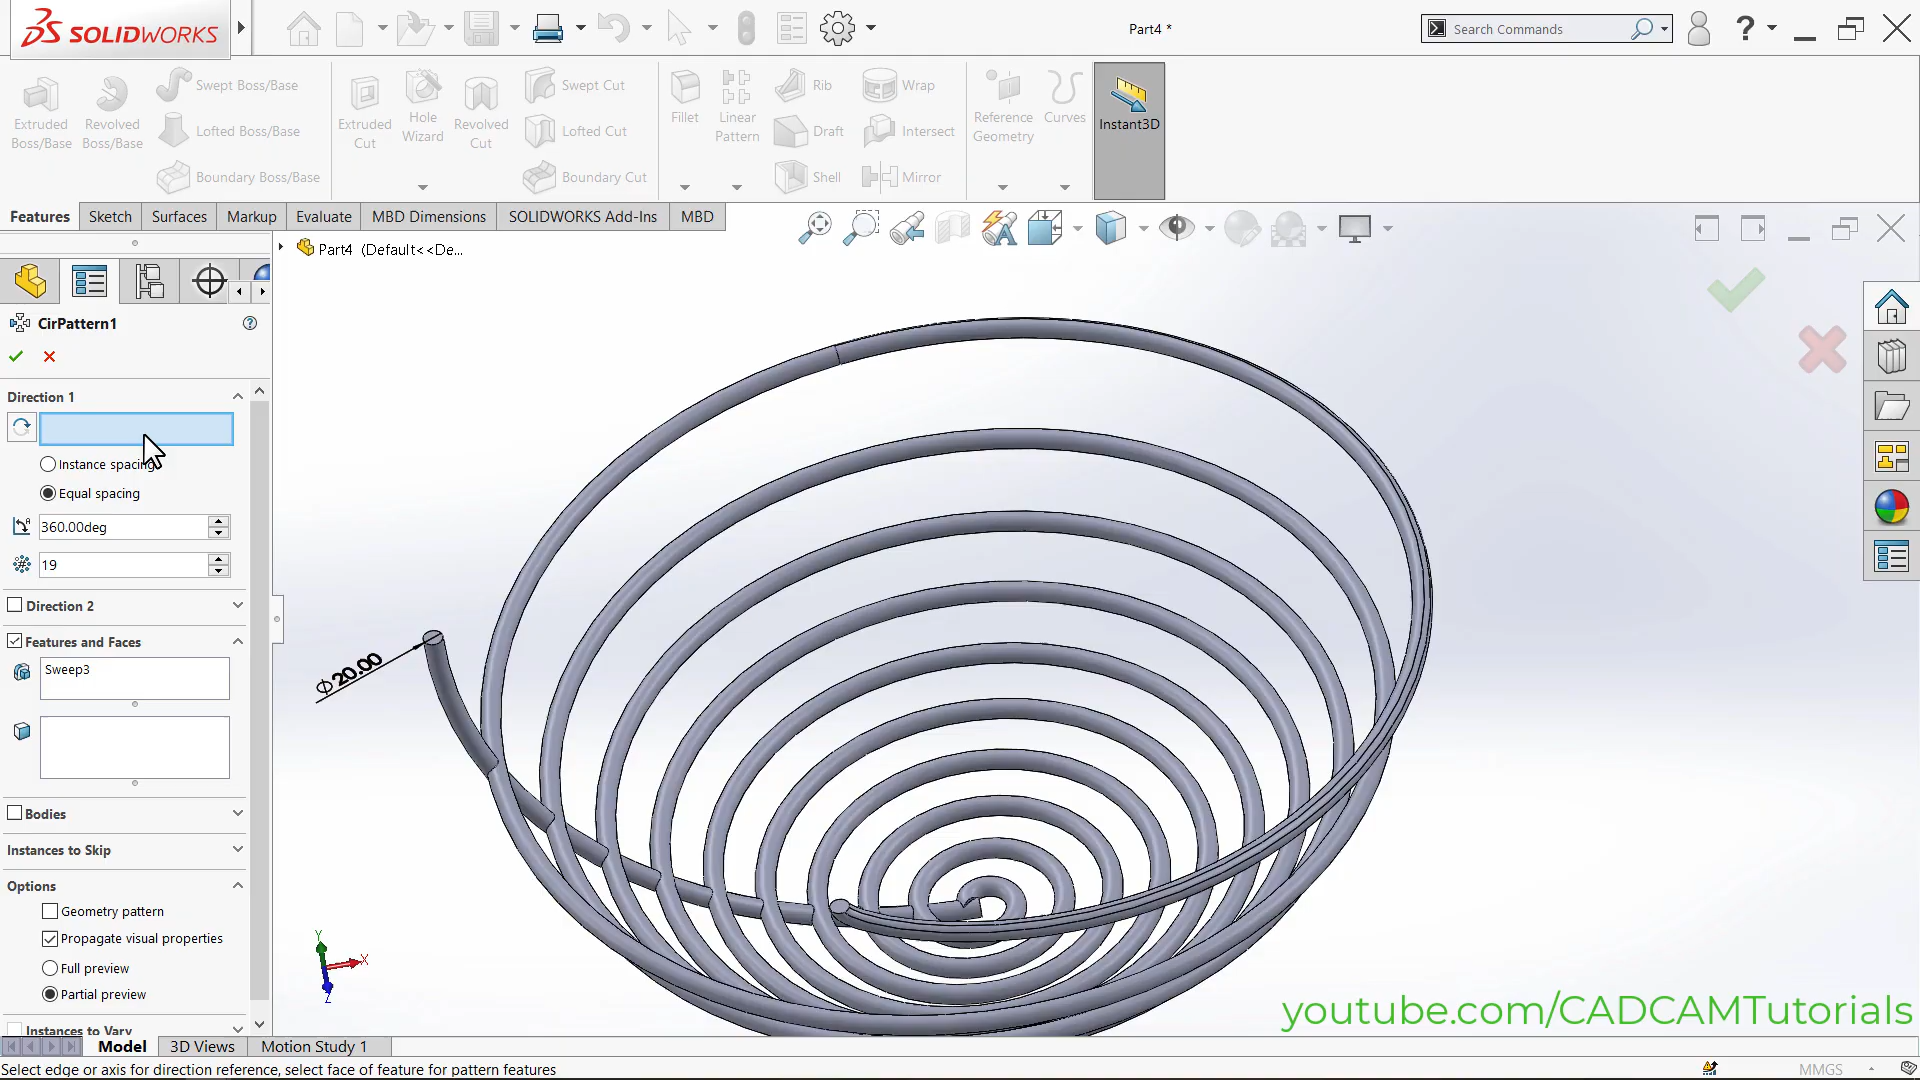 SOLIDWORKS
Part4 *
Search Commands
?
Extruded
Boss/Base
Revolved
Boss/Base
Swept Boss/Base
Lofted Boss/Base
Boundary Boss/Base
Extruded
Cut
Hole
Wizard
Revolved
Cut
Swept Cut
Lofted Cut
Boundary Cut
Fillet
Linear
Pattern
Rib
Draft
Shell
Wrap
Intersect
Mirror
Reference
Geometry
Curves
Instant3D
Features
Sketch
Surfaces
Markup
Evaluate
MBD Dimensions
SOLIDWORKS Add-Ins
MBD
Part4 (Default<<De...
CirPattern1
?
Direction 1
Instance spacing
Equal spacing
360.00deg
19
Direction 2
Features and Faces
Sweep3
Bodies
Instances to Skip
Options
Geometry pattern
Propagate visual properties
Full preview
Partial preview
Instances to Vary
Φ20.00
Y
X
Z
youtube.com/CADCAMTutorials
Model
3D Views
Motion Study 1
Select edge or axis for direction reference, select face of feature for pattern features
MMGS